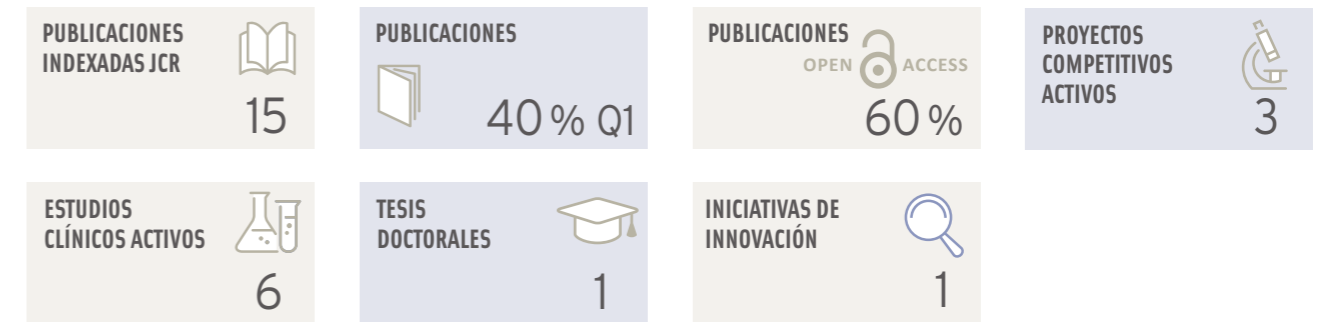 PUBLICACIONES
INDEXADAS JCR
15
PUBLICACIONES
40 % Q1
PUBLICACIONES
OPEN ACCESS
60 %
PROYECTOS
COMPETITIVOS
ACTIVOS
3
ESTUDIOS
CLÍNICOS ACTIVOS
6
TESIS
DOCTORALES
1
INICIATIVAS DE
INNOVACIÓN
1